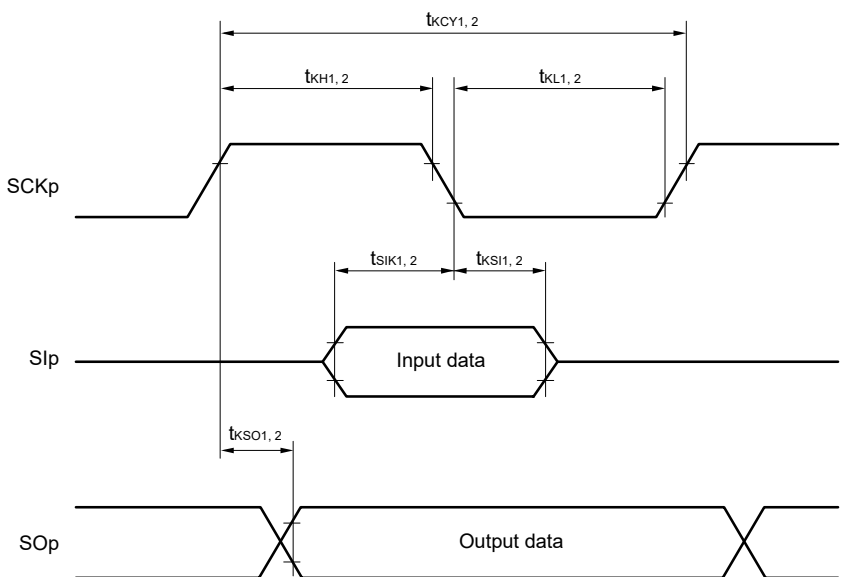 tKCY1, 2
tKH1, 2
tKL1, 2
SCKp
tSIK1, 2
tKSI1, 2
SIp
Input data
tKSO1, 2
SOp
Output data